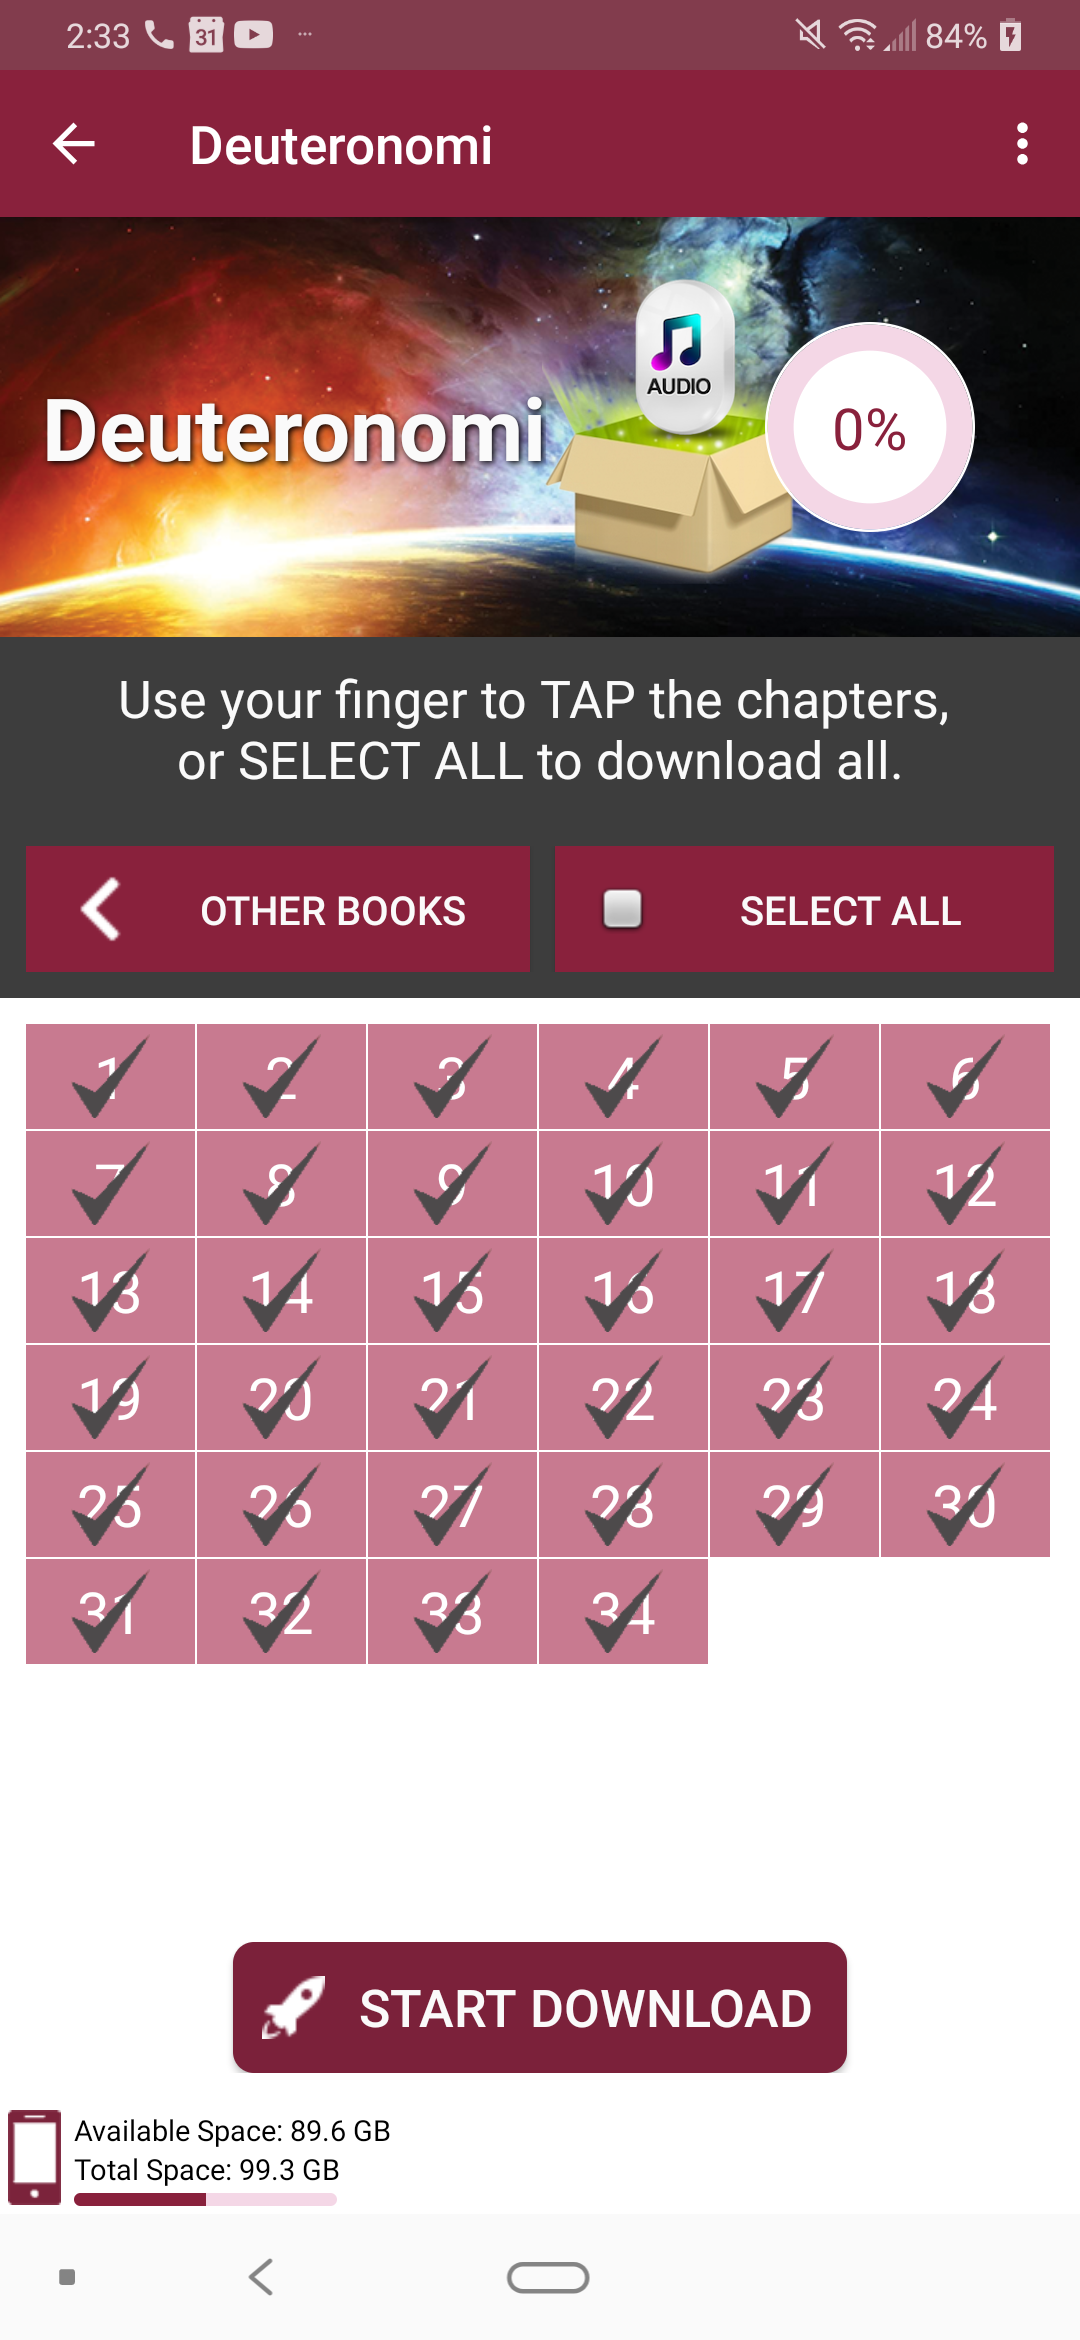 2:33 31 84%
Deuteronomi
AUDIO
Deuteronomi 0%
Use your finger to TAP the chapters,
or SELECT ALL to download all.
OTHER BOOKS SELECT ALL
1 2 3 4 5 6
7 8 9 10 11 12
13 14 15 16 17 18
19 20 21 22 23 24
25 26 27 28 29 30
31 32 33 34
START DOWNLOAD
Available Space: 89.6 GB
Total Space: 99.3 GB